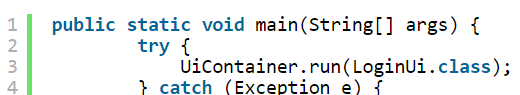 1 public static void main(String[] args) {
2 try {
3 UiContainer.run(LoginUi.class);
4 } catch (Exception e) {